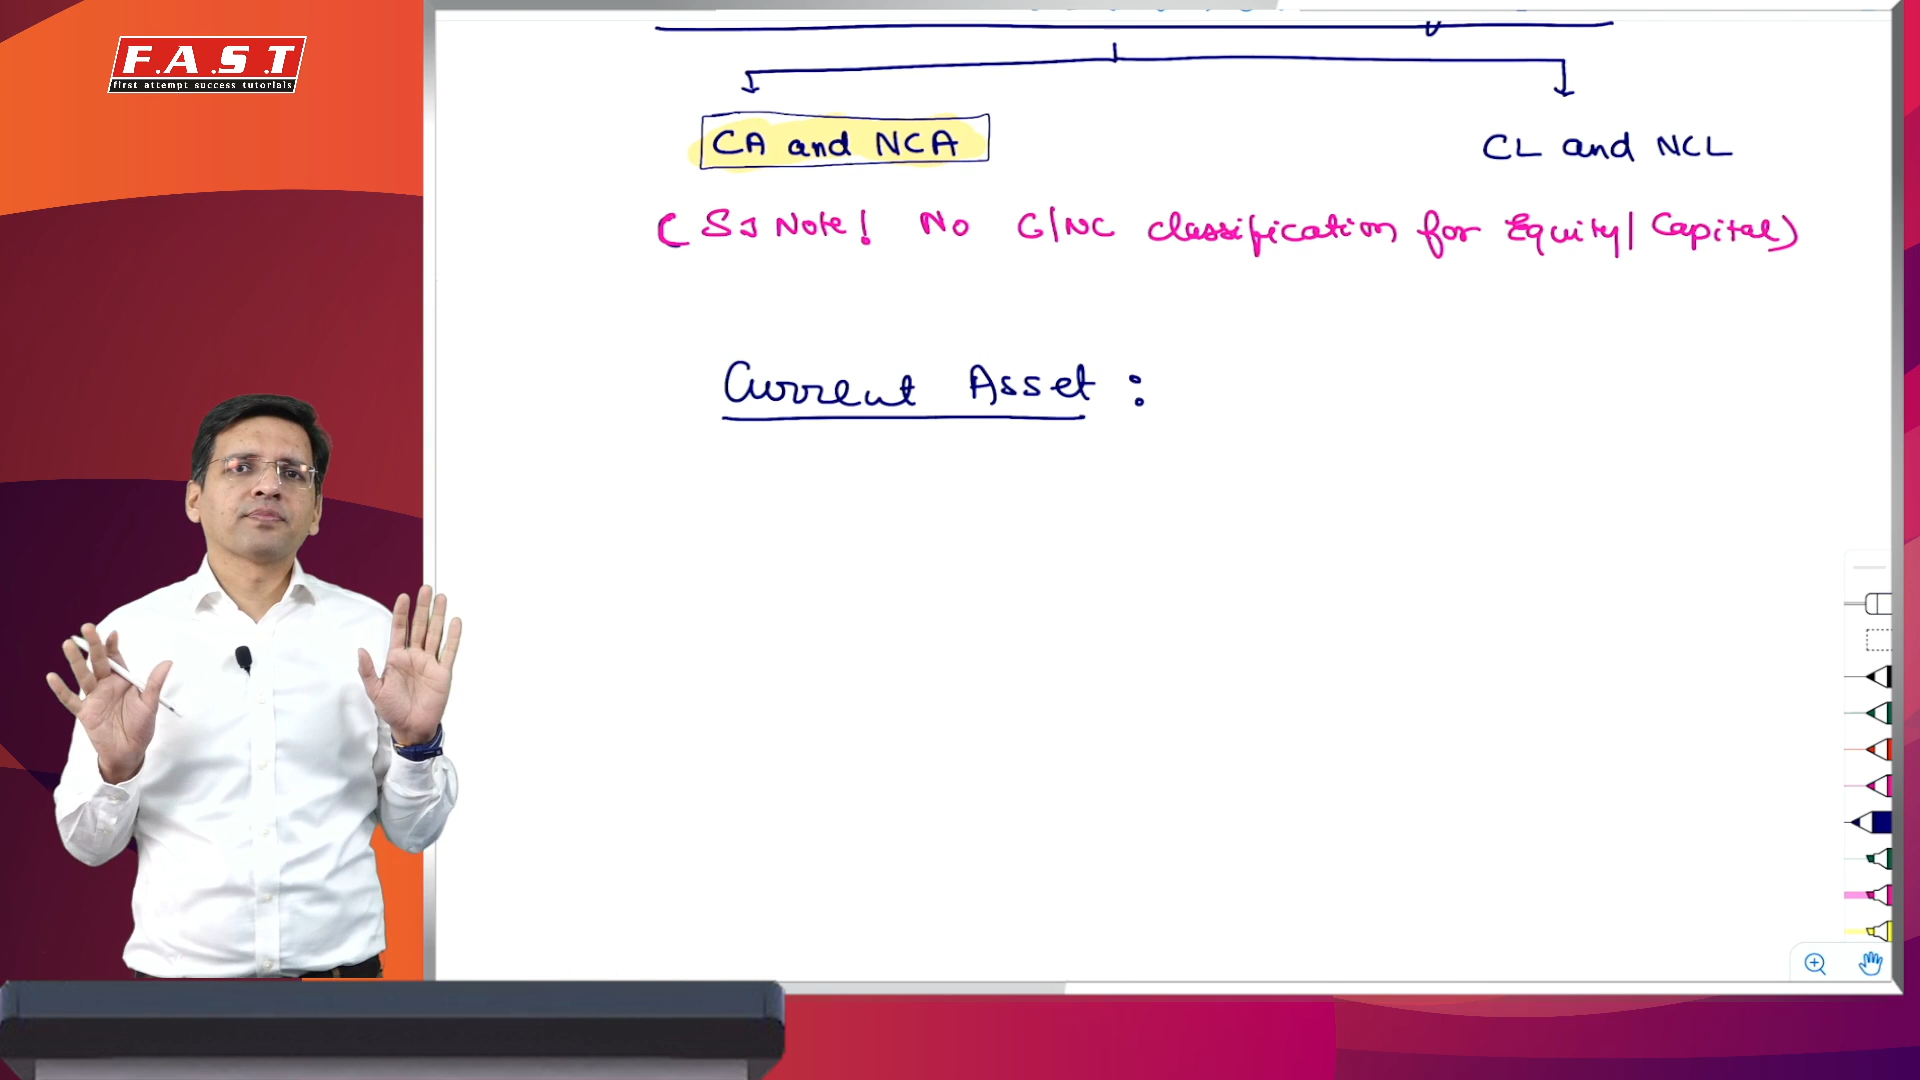 F.A.S.T
first attempt success tutorials
CA and NCA
CL and NCL
( SJ Note! No C/NC classification for Equity/ Capital)
Current Asset :